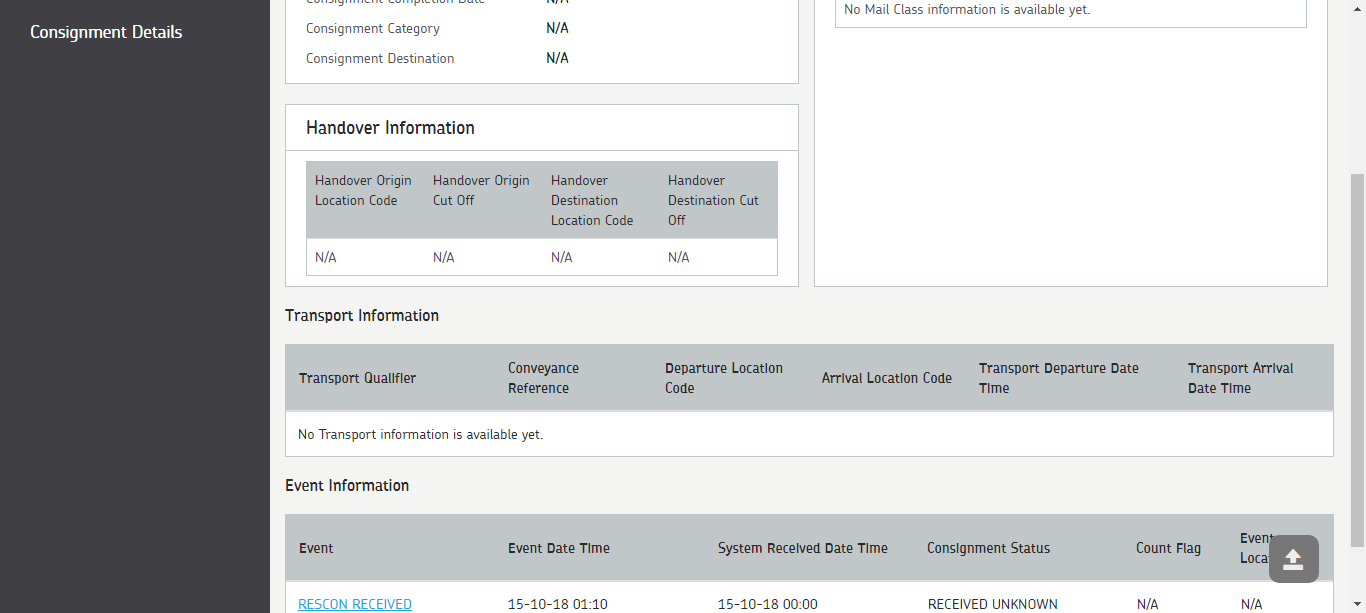 Consignment Details
Consignment Completion Date N/A
Consignment Category N/A
Consignment Destination N/A
No Mail Class information is available yet.
Handover Information
Handover Origin Location Code
Handover Origin Cut Off
Handover Destination Location Code
Handover Destination Cut Off
N/A N/A N/A N/A
Transport Information
Transport Qualifier
Conveyance Reference
Departure Location Code
Arrival Location Code
Transport Departure Date Time
Transport Arrival Date Time
No Transport information is available yet.
Event Information
Event
Event Date Time
System Received Date Time
Consignment Status
Count Flag
Event
RESCON RECEIVED 15-10-18 01:10 15-10-18 00:00 RECEIVED UNKNOWN N/A N/A